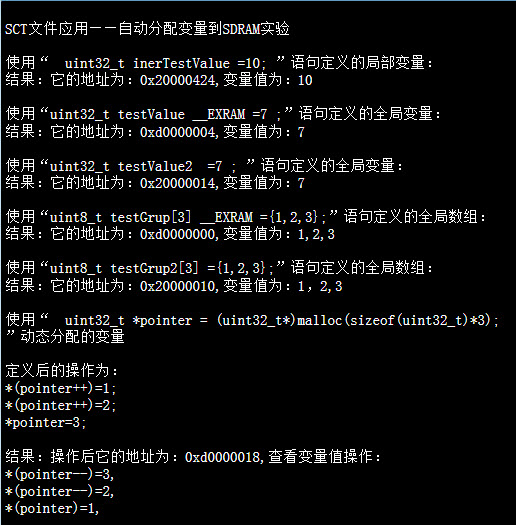 SCT文件应用——自动分配变量到SDRAM实验
使用“  uint32_t inerTestValue =10; ”语句定义的局部变量：
结果：它的地址为：0x20000424,变量值为：10
使用“uint32_t testValue __EXRAM =7 ;”语句定义的全局变量：
结果：它的地址为：0xd0000004,变量值为：7
使用“uint32_t testValue2  =7 ; ”语句定义的全局变量：
结果：它的地址为：0x20000014,变量值为：7
使用“uint8_t testGrup[3] __EXRAM ={1,2,3};”语句定义的全局数组：
结果：它的地址为：0xd0000000,变量值为：1,2,3
使用“uint8_t testGrup2[3] ={1,2,3};”语句定义的全局数组：
结果：它的地址为：0x20000010,变量值为：1，2,3
使用“  uint32_t *pointer = (uint32_t*)malloc(sizeof(uint32_t)*3);
”动态分配的变量
定义后的操作为：
*(pointer++)=1;
*(pointer++)=2;
*pointer=3;
结果：操作后它的地址为：0xd0000018,查看变量值操作：
*(pointer--)=3,
*(pointer--)=2,
*(pointer)=1,